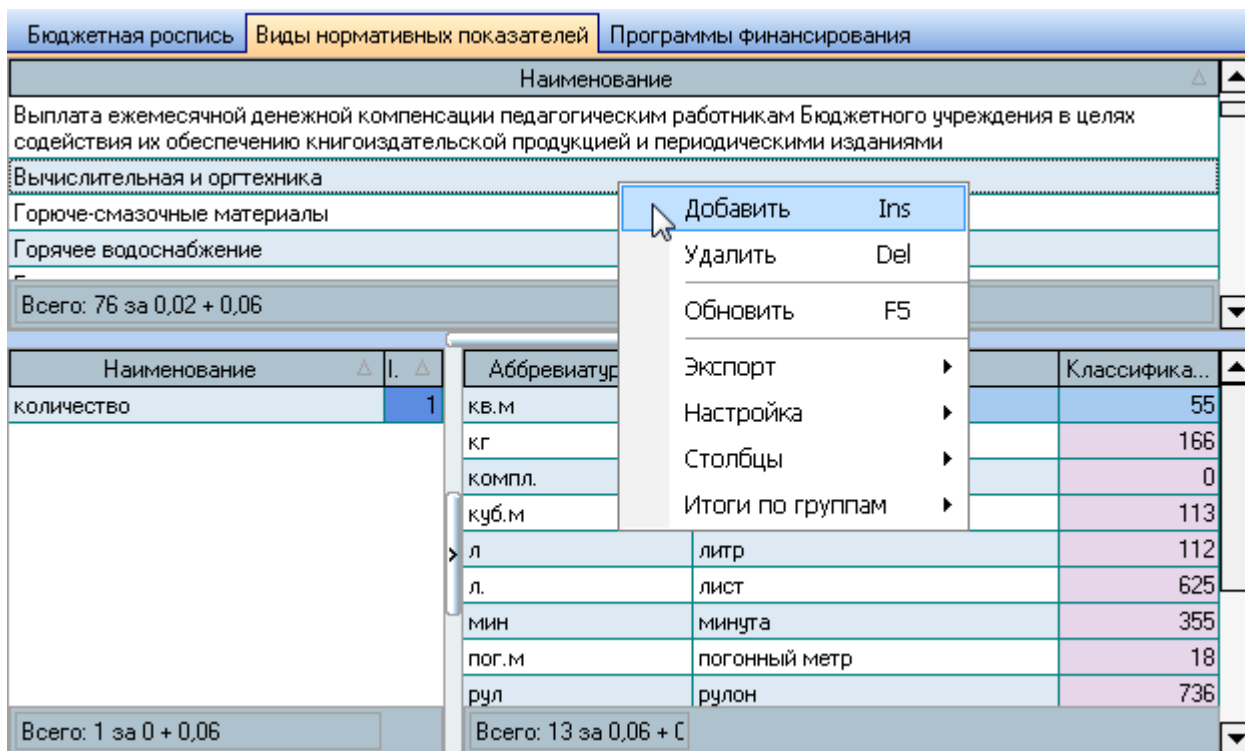 Бюджетная роспись Виды нормативных показателей Программы финансирования
Наименование
Выплата ежемесячной денежной компенсации педагогическим работникам Бюджетного учреждения в целях
содействия их обеспечению книгоиздательской продукцией и периодическими изданиями
Вычислительная и оргтехника
Горюче-смазочные материалы
Горячее водоснабжение
Всего: 76 за 0,02 + 0,06
Добавить Ins
Удалить Del
Обновить F5
Экспорт
Настройка
Столбцы
Итоги по группам
Наименование І.
количество 1
Всего: 1 за 0 + 0,06
Аббревиатур Классифика...
кв.м 55
кг 166
компл. 0
куб.м 113
л литр 112
л. лист 625
мин минута 355
пог.м погонный метр 18
рул рулон 736
Всего: 13 за 0,06 + 0